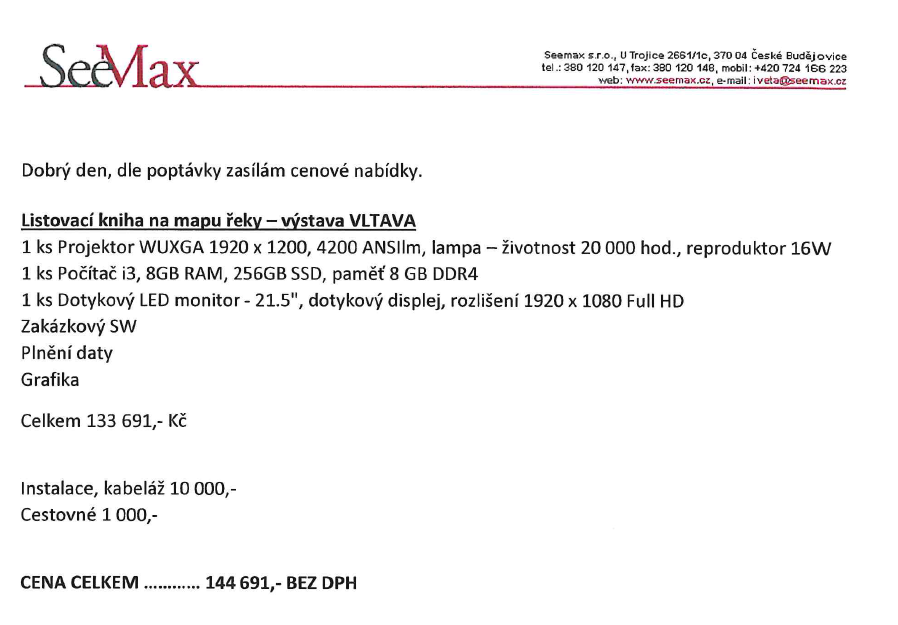 SeeMax
Seemax s.r.o., U Trojice 2661/1c, 370 04 České Budějovice
tel.: 380 120 147, fax: 380 120 148, mobil: +420 724 166 223
web: www.seemax.cz, e-mail: iveta@seemax.cz
Dobrý den, dle poptávky zasílám cenové nabídky.
Listovací kniha na mapu řeky – výstava VLTAVA
1 ks Projektor WUXGA 1920 x 1200, 4200 ANSIlm, lampa – životnost 20 000 hod., reproduktor 16W
1 ks Počítač i3, 8GB RAM, 256GB SSD, paměť 8 GB DDR4
1 ks Dotykový LED monitor - 21.5", dotykový displej, rozlišení 1920 x 1080 Full HD
Zakázkový SW
Plnění daty
Grafika
Celkem 133 691,- Kč
Instalace, kabeláž 10 000,-
Cestovné 1 000,-
CENA CELKEM ............ 144 691,- BEZ DPH